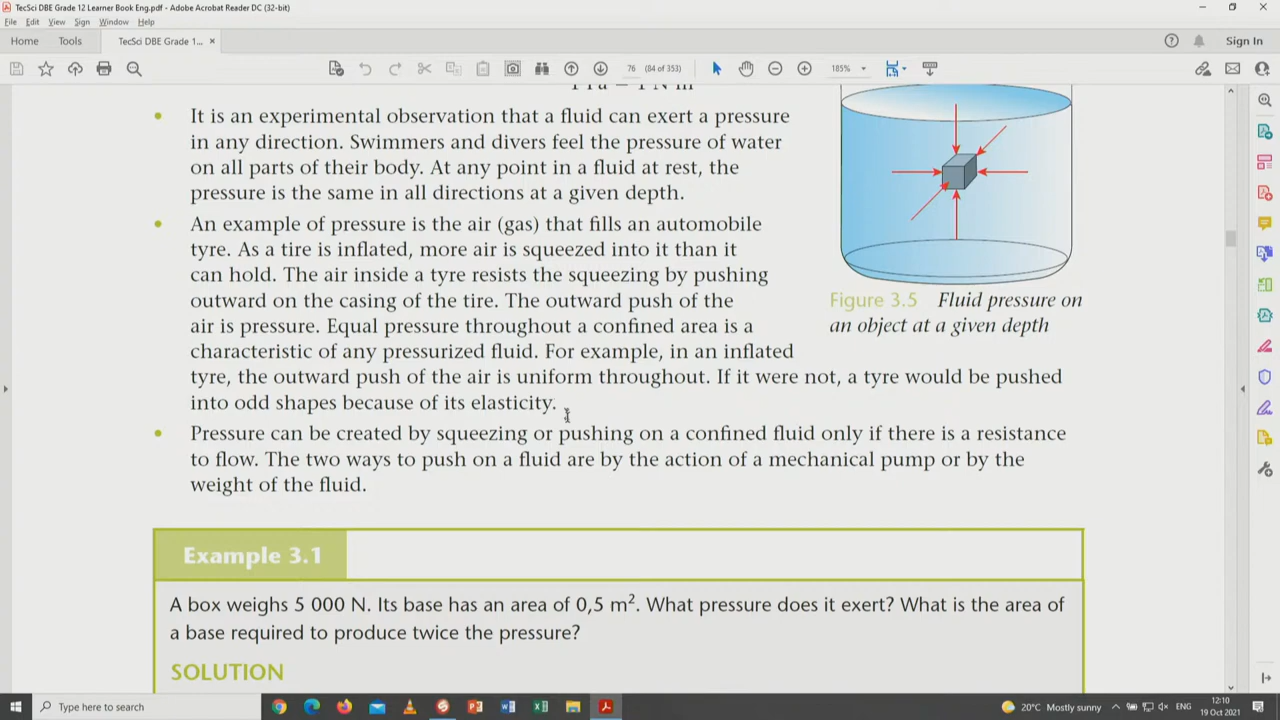 TecSci DBE Grade 12 Learner Book Eng.pdf - Adobe Acrobat Reader DC (32-bit)
File Edit View Sign Window Help
Home Tools TecSci DBE Grade 1... × Sign In
76 (84 of 353) 185%
It is an experimental observation that a fluid can exert a pressure
in any direction. Swimmers and divers feel the pressure of water
on all parts of their body. At any point in a fluid at rest, the
pressure is the same in all directions at a given depth.
An example of pressure is the air (gas) that fills an automobile
tyre. As a tire is inflated, more air is squeezed into it than it
can hold. The air inside a tyre resists the squeezing by pushing
outward on the casing of the tire. The outward push of the
air is pressure. Equal pressure throughout a confined area is a
characteristic of any pressurized fluid. For example, in an inflated
tyre, the outward push of the air is uniform throughout. If it were not, a tyre would be pushed
into odd shapes because of its elasticity.
Figure 3.5 Fluid pressure on
an object at a given depth
Pressure can be created by squeezing or pushing on a confined fluid only if there is a resistance
to flow. The two ways to push on a fluid are by the action of a mechanical pump or by the
weight of the fluid.
Example 3.1
A box weighs 5 000 N. Its base has an area of 0,5 m². What pressure does it exert? What is the area of
a base required to produce twice the pressure?
SOLUTION
Type here to search
20°C Mostly sunny ENG
12:10
19 Oct 2021